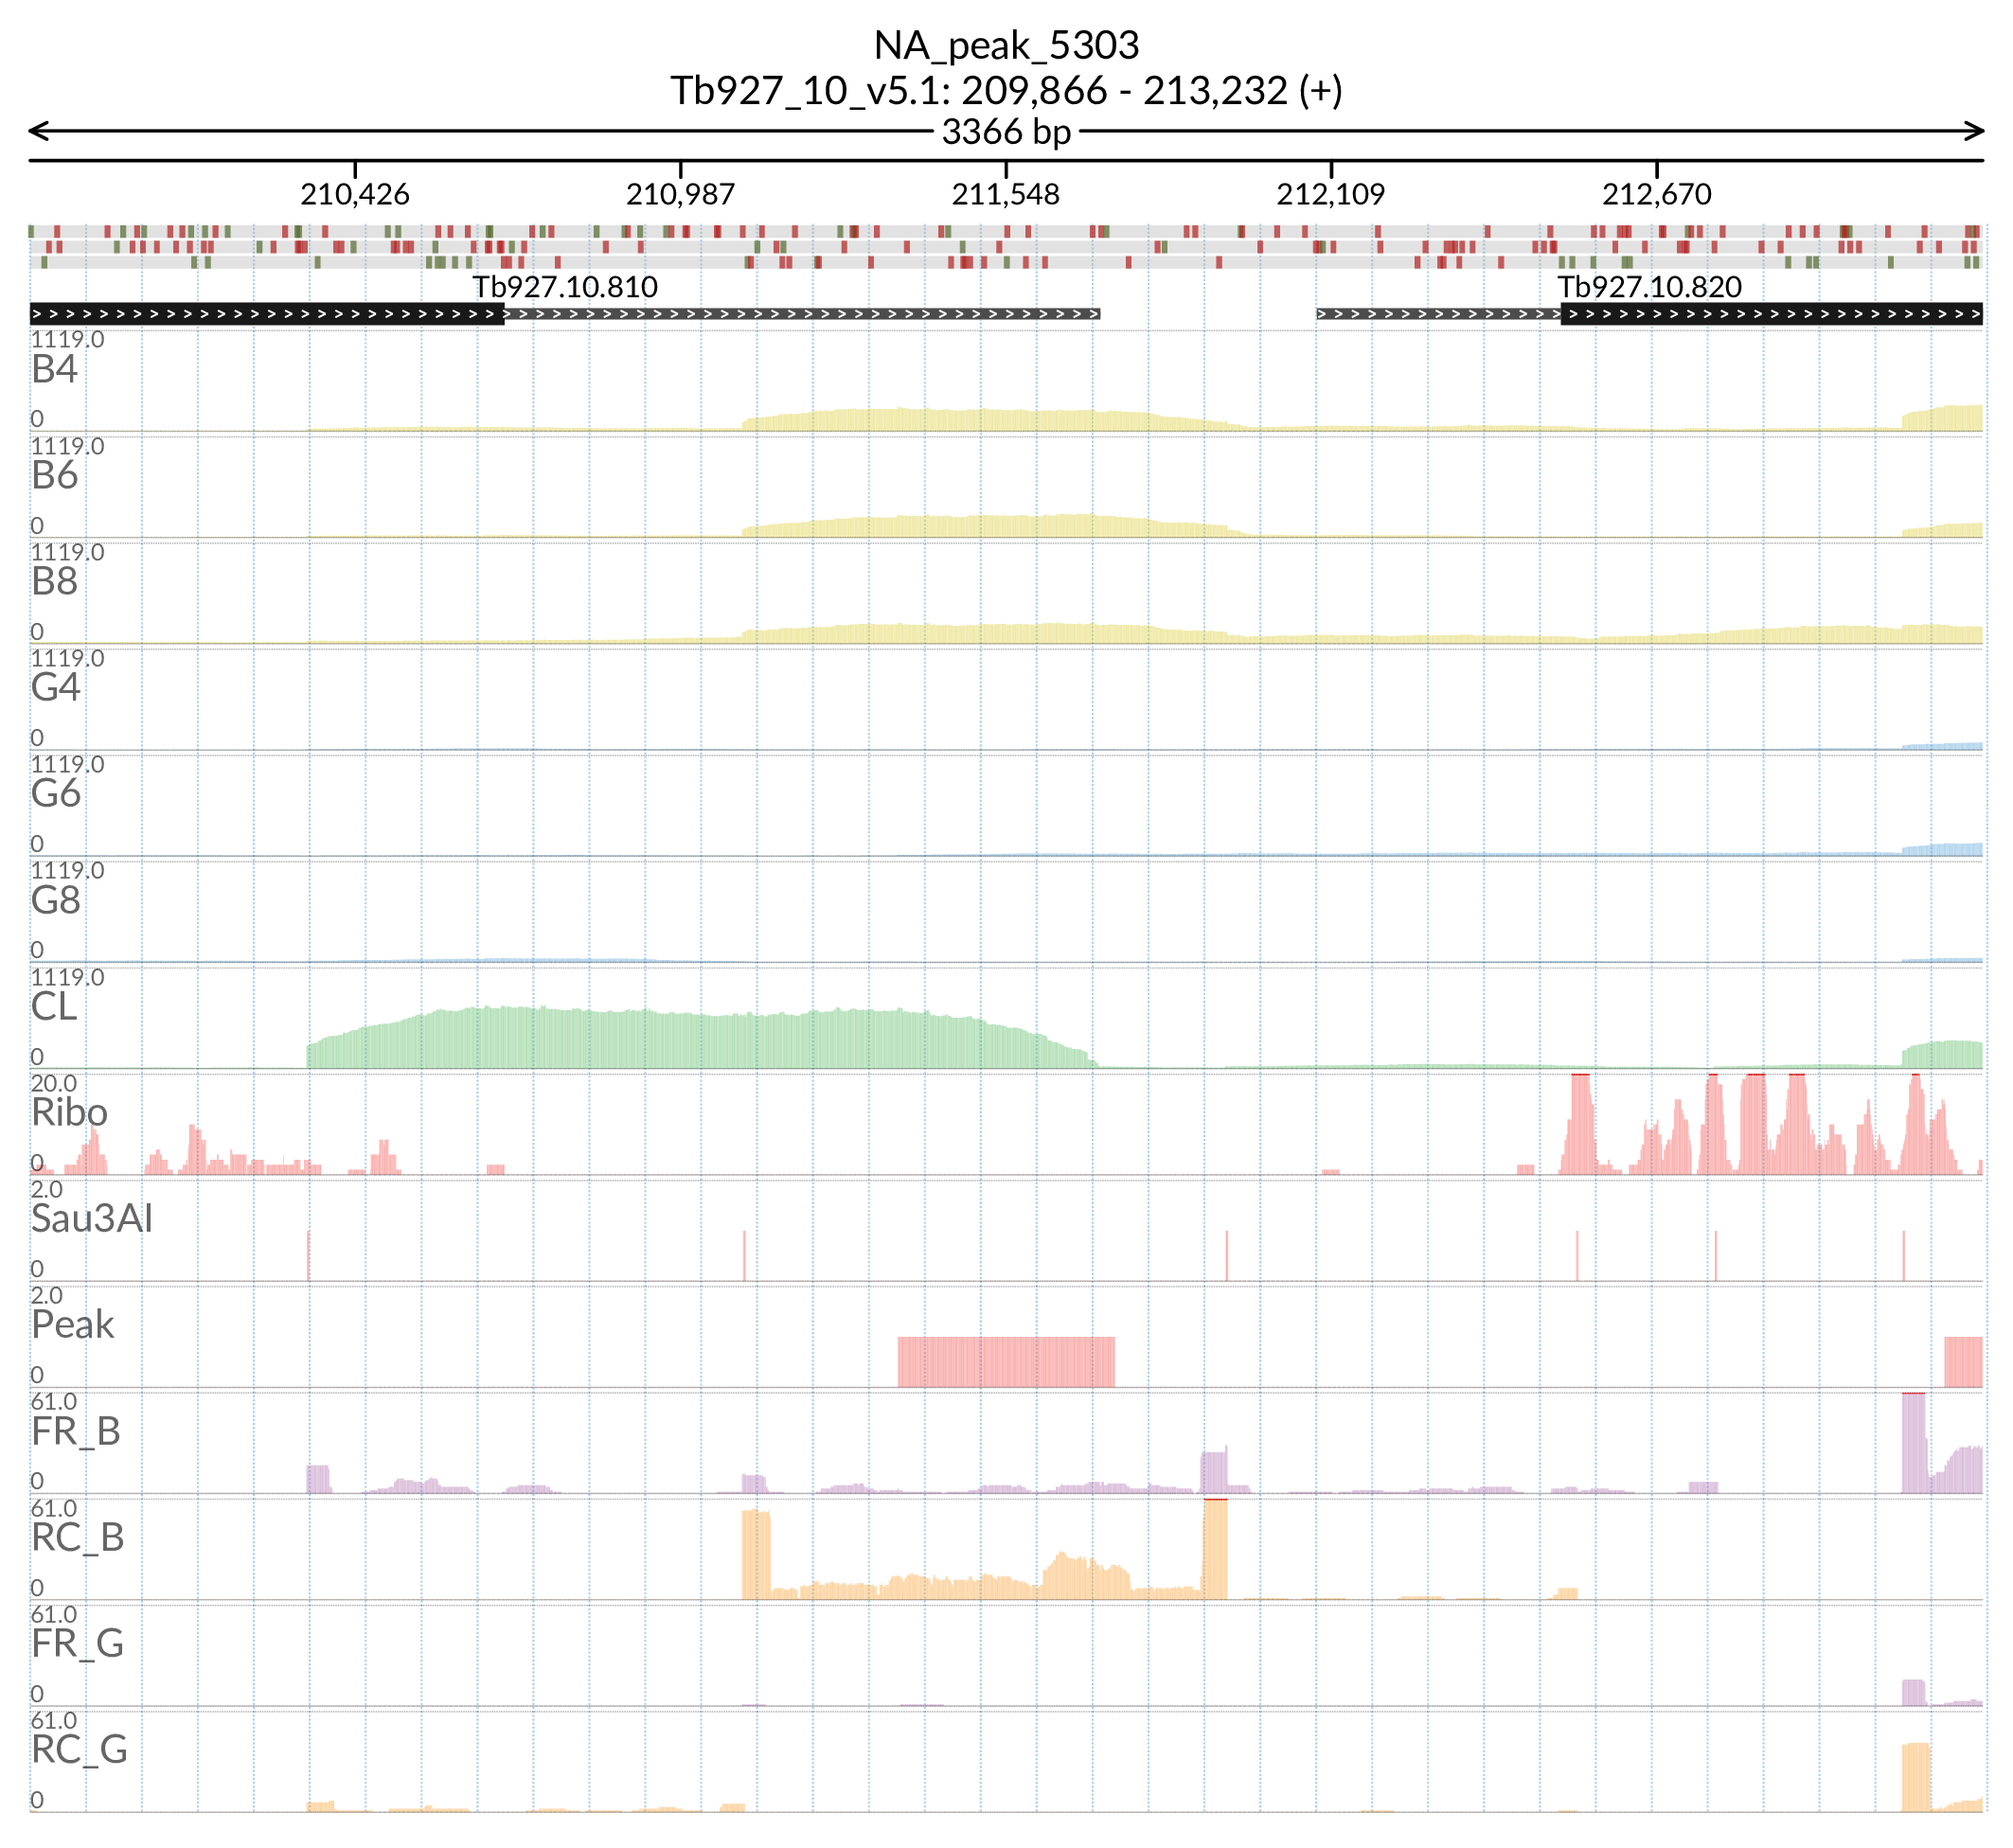 NA_peak_5303
Tb927_10_v5.1: 209,866 - 213,232 (+)
3366 bp
210,426 210,987 211,548 212,109 212,670
Tb927.10.810 Tb927.10.820
1119.0
B4
0
1119.0
B6
0
1119.0
B8
0
1119.0
G4
0
1119.0
G6
0
1119.0
G8
0
1119.0
CL
0
20.0
Ribo
0
2.0
Sau3AI
0
2.0
Peak
0
61.0
FR_B
0
61.0
RC_B
0
61.0
FR_G
0
61.0
RC_G
0